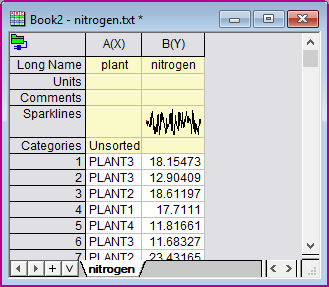 Book2 - nitrogen.txt *
A(X) B(Y)
Long Name plant nitrogen
Units
Comments
Sparklines
Categories Unsorted
1 PLANT3 18.15473
2 PLANT3 12.90409
3 PLANT2 18.61197
4 PLANT1 17.7111
5 PLANT4 11.81661
6 PLANT3 11.68327
7 PLANT2 23.43165
nitrogen